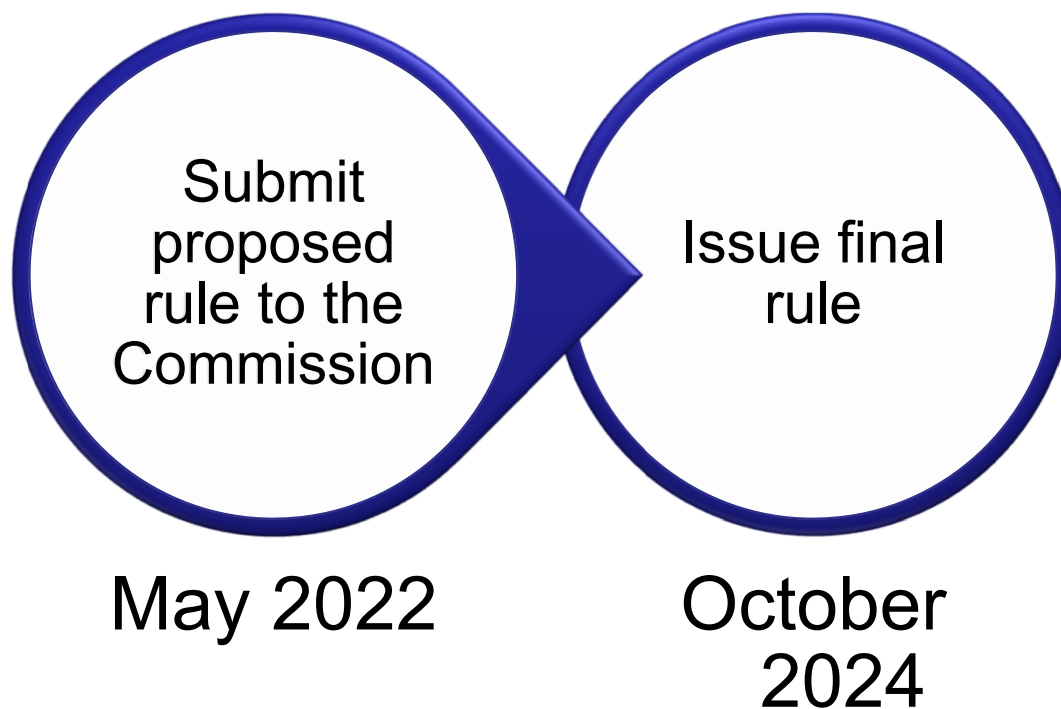 Submit
proposed
rule to the
Commission
Issue final
rule
May 2022
October
2024